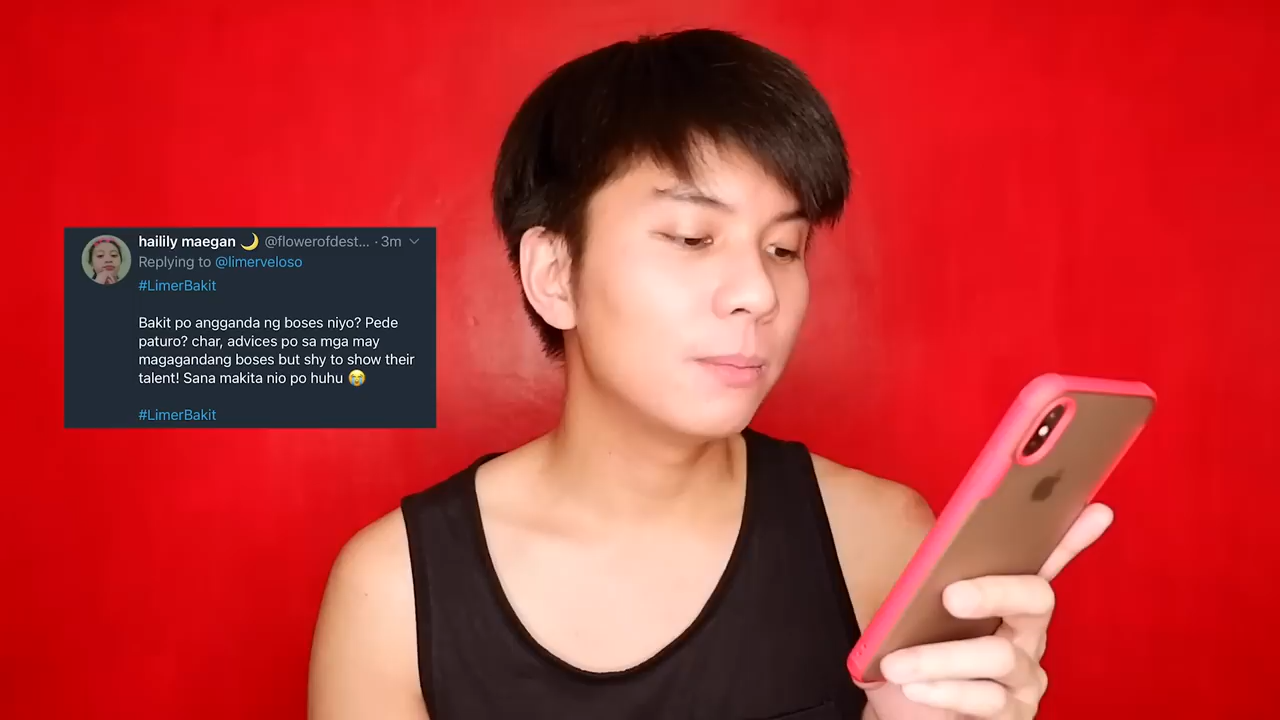 hailily maegan 🌙 @flowerofdest... · 3m
Replying to @limerveloso
#LimerBakit
Bakit po angganda ng boses niyo? Pede
paturo? char, advices po sa mga may
magagandang boses but shy to show their
talent! Sana makita nio po huhu 😭
#LimerBakit